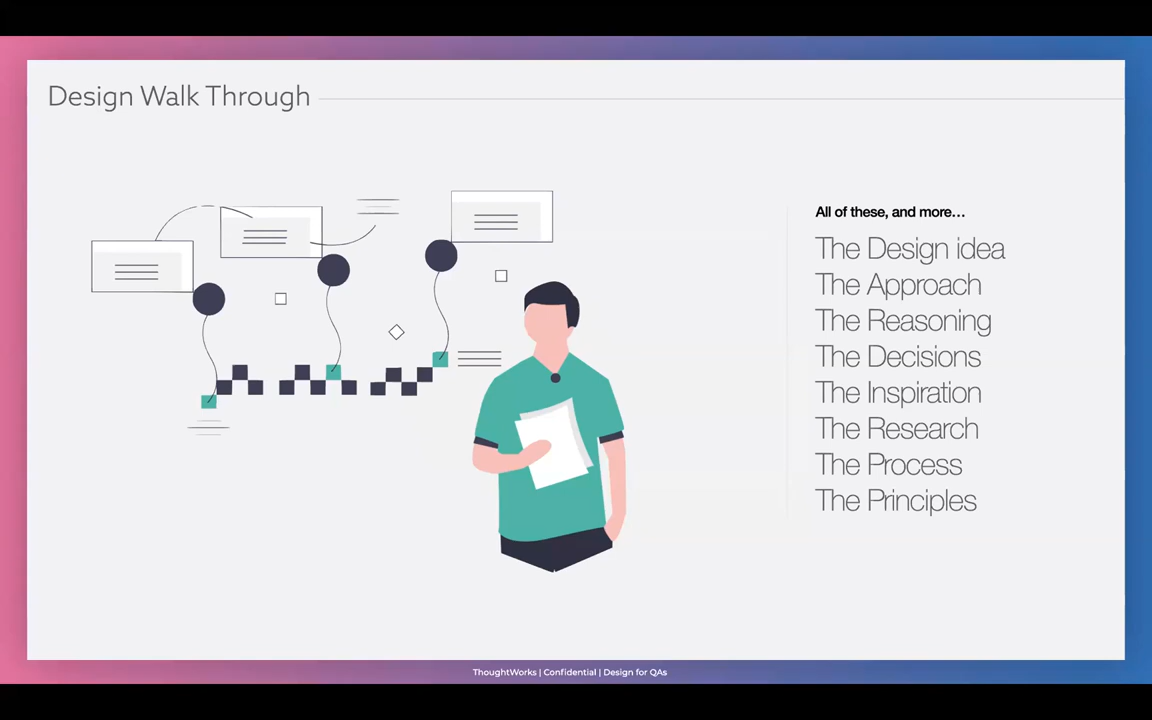 Design Walk Through
All of these, and more...
The Design idea
The Approach
The Reasoning
The Decisions
The Inspiration
The Research
The Process
The Principles
ThoughtWorks | Confidential | Design for QAs